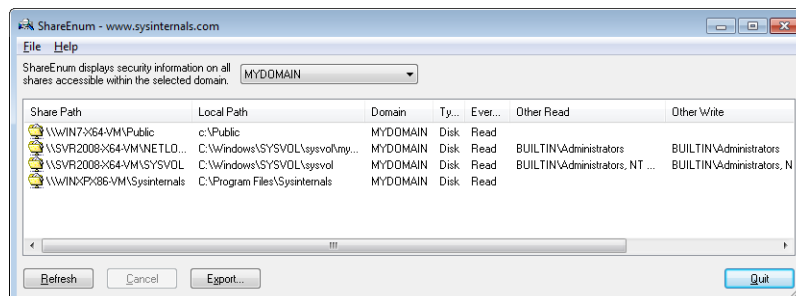 ShareEnum - www.sysinternals.com
File Help
ShareEnum displays security information on all
shares accessible within the selected domain.
MYDOMAIN
Share Path Local Path Domain Ty... Ever... Other Read Other Write
\\WIN7-X64-VM\Public c:\Public MYDOMAIN Disk Read
\\SVR2008-X64-VM\NETLO... C:\Windows\SYSVOL\sysvol\my... MYDOMAIN Disk Read BUILTIN\Administrators BUILTIN\Administrators
\\SVR2008-X64-VM\SYSVOL C:\Windows\SYSVOL\sysvol MYDOMAIN Disk Read BUILTIN\Administrators, NT ... BUILTIN\Administrators, N
\\WINXPX86-VM\Sysinternals C:\Program Files\Sysinternals MYDOMAIN Disk Read
Refresh Cancel Export... Quit